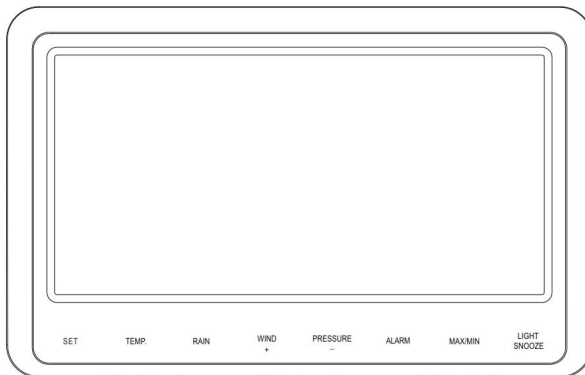 SET TEMP. RAIN WIND PRESSURE ALARM MAX/MIN LIGHT
+ – SNOOZE